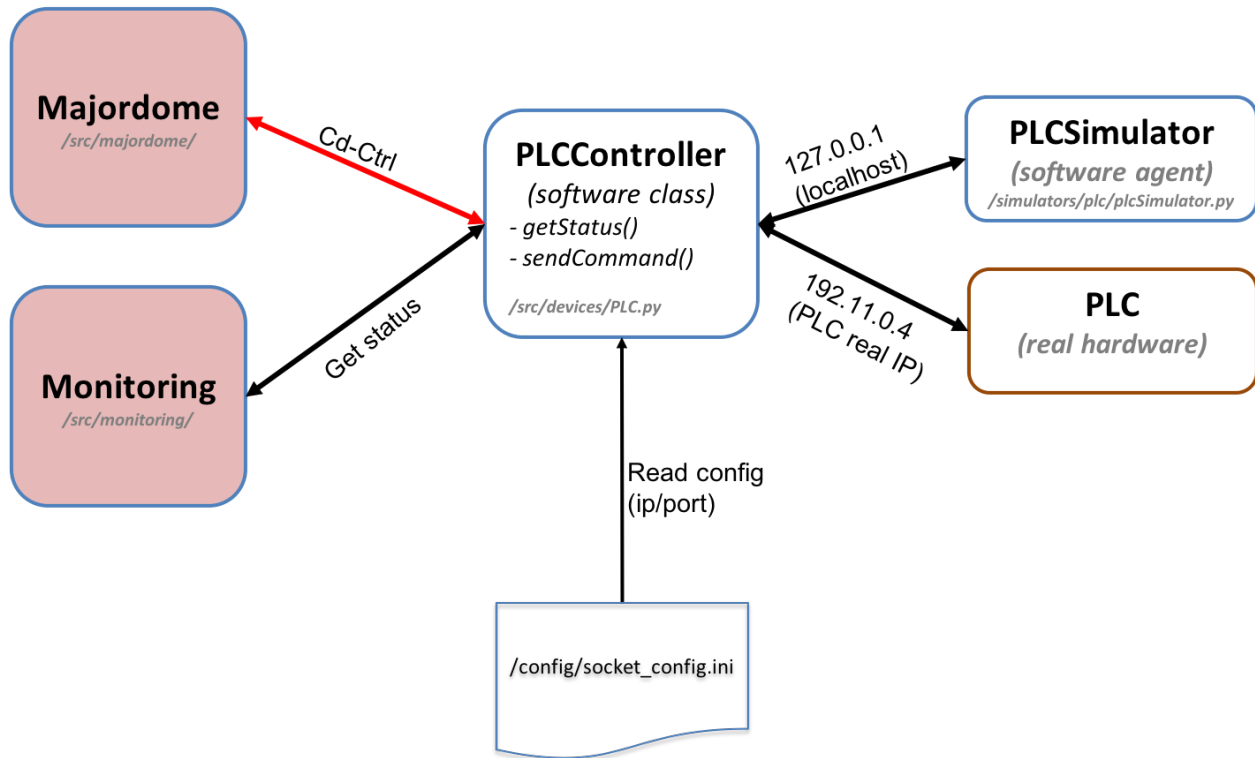 Majordome
/src/majordome/
Cd-Ctrl
PLCController
(software class)
- getStatus()
- sendCommand()
/src/devices/PLC.py
127.0.0.1
(localhost)
PLCSimulator
(software agent)
/simulators/plc/plcSimulator.py
Monitoring
/src/monitoring/
Get status
192.11.0.4
(PLC real IP)
PLC
(real hardware)
Read config
(ip/port)
/config/socket_config.ini